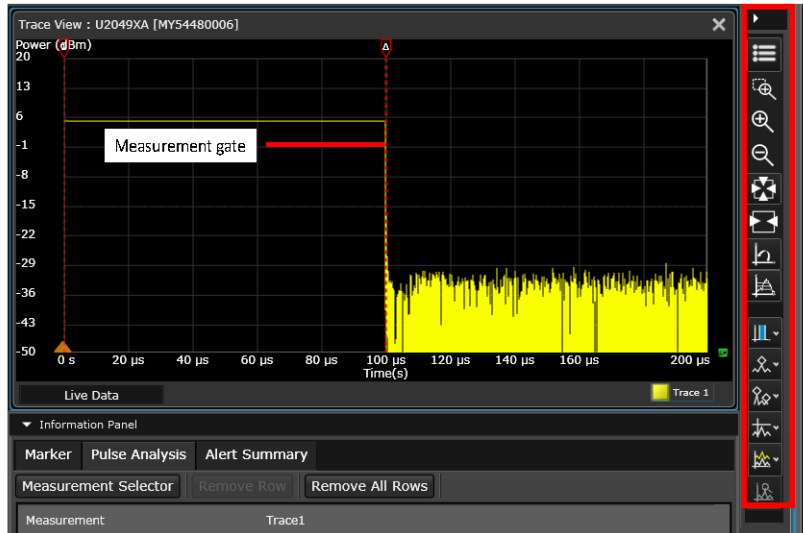 Trace View : U2049XA [MY54480006]
Power (dBm)
20
13
6
-1
-8
-15
-22
-29
-36
-43
-50
Measurement gate
0 s 20 µs 40 µs 60 µs 80 µs 100 µs 120 µs 140 µs 160 µs 200 µs
Time(s)
Live Data
Trace 1
Information Panel
Marker Pulse Analysis Alert Summary
Measurement Selector Remove Row Remove All Rows
Measurement Trace1